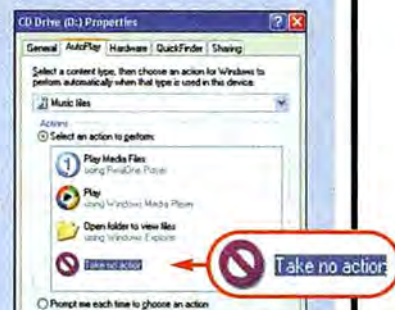 CD Drive (D:) Properties
General AutoPlay Hardware QuickFinder Sharing
Select a content type, then choose an action for Windows to
perform automatically when that type is used in this device:
Music files
Actions
Select an action to perform:
Play Media Files
using RealOne Player
Play
using Windows Media Player
Open folder to view files
using Windows Explorer
Take no action
Take no action
Prompt me each time to choose an action